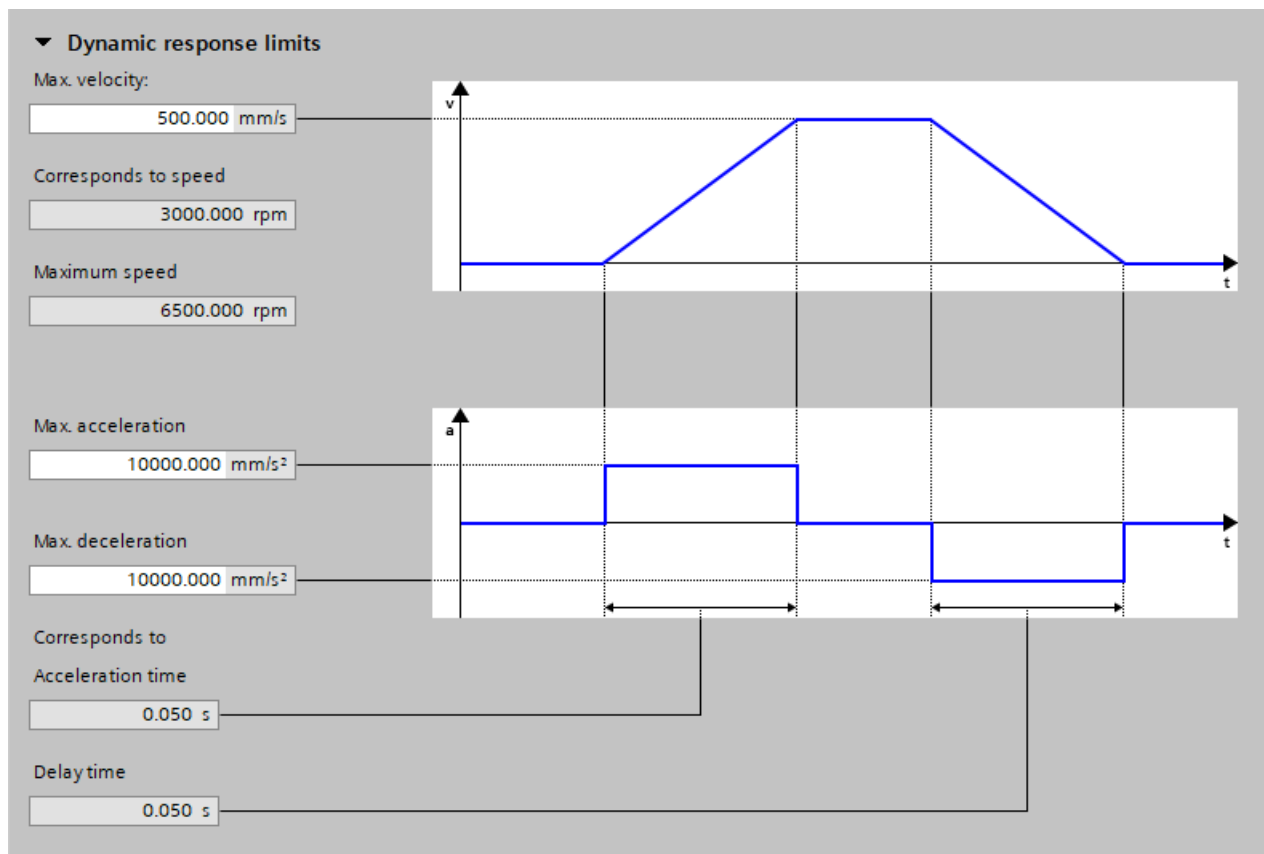 Dynamic response limits
Max. velocity:
500.000 mm/s
Corresponds to speed
3000.000 rpm
Maximum speed
6500.000 rpm
v
t
Max. acceleration
10000.000 mm/s²
Max. deceleration
10000.000 mm/s²
a
t
Corresponds to
Acceleration time
0.050 s
Delay time
0.050 s